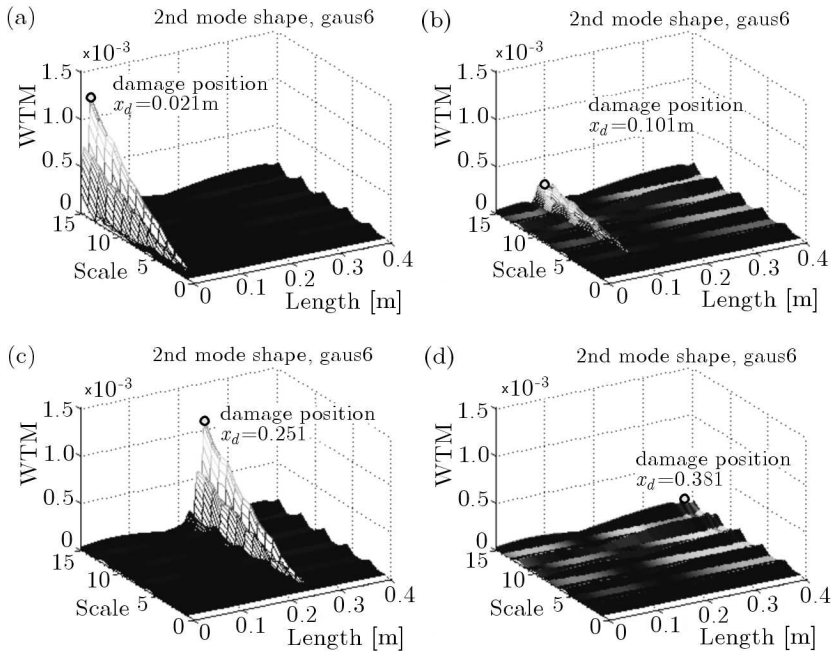 (a)
2nd mode shape, gaus6
×10⁻³
1.5
1.0
0.5
0
WTM
damage position
x_d=0.021m
15
10
5
0
Scale
0
0.1
0.2
0.3
0.4
Length [m]
(b)
2nd mode shape, gaus6
×10⁻³
1.5
1.0
0.5
0
WTM
damage position
x_d=0.101m
15
10
5
0
Scale
0
0.1
0.2
0.3
0.4
Length [m]
(c)
2nd mode shape, gaus6
×10⁻³
1.5
1.0
0.5
0
WTM
damage position
x_d=0.251
15
10
5
0
Scale
0
0.1
0.2
0.3
0.4
Length [m]
(d)
2nd mode shape, gaus6
×10⁻³
1.5
1.0
0.5
0
WTM
damage position
x_d=0.381
15
10
5
0
Scale
0
0.1
0.2
0.3
0.4
Length [m]